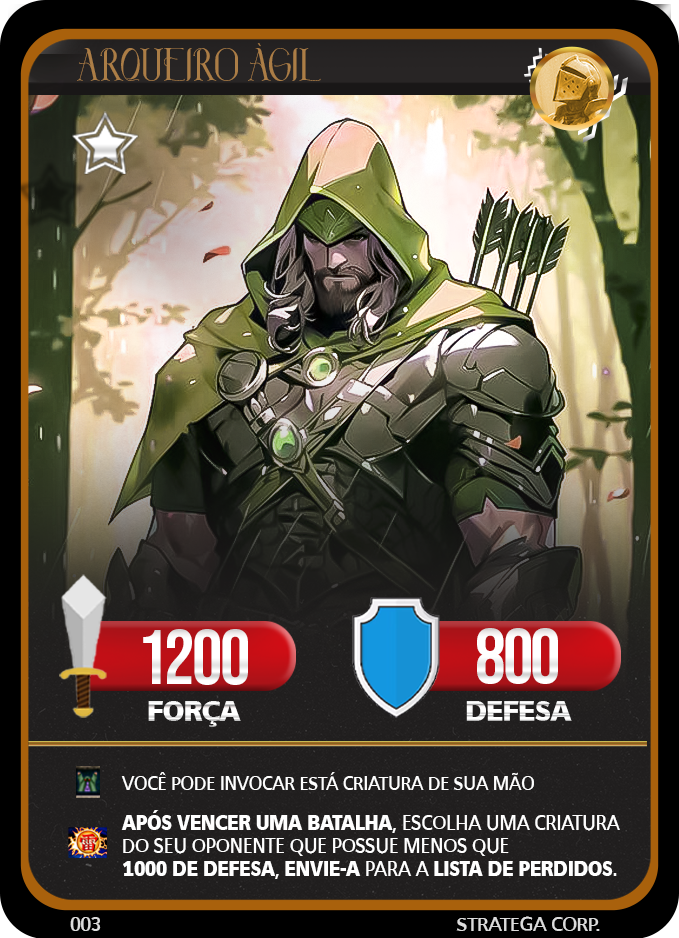 ARQUEIRO ÀGIL
1200
800
FORÇA
DEFESA
VOCÊ PODE INVOCAR ESTÁ CRIATURA DE SUA MÃO
APÓS VENCER UMA BATALHA, ESCOLHA UMA CRIATURA
DO SEU OPONENTE QUE POSSUE MENOS QUE
1000 DE DEFESA, ENVIE-A PARA A LISTA DE PERDIDOS.
003
STRATEGA CORP.